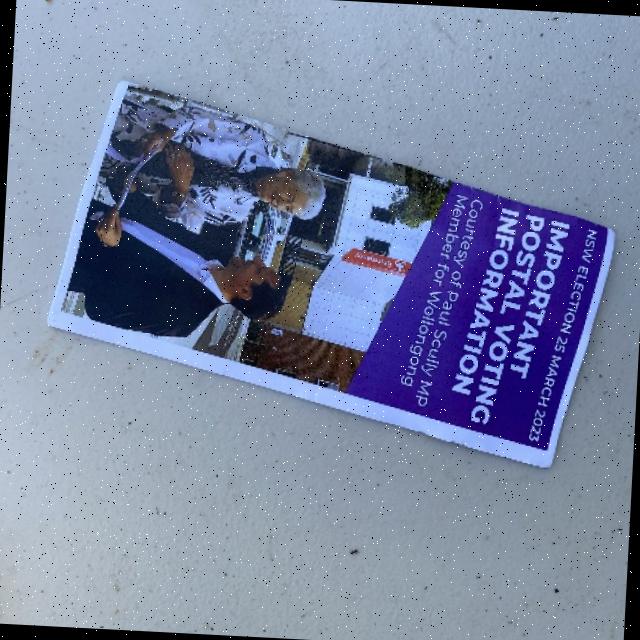 NSW ELECTION 25 MARCH 2023
IMPORTANT
POSTAL VOTING
INFORMATION
Courtesy of Paul Scully MP
Member for Wollongong